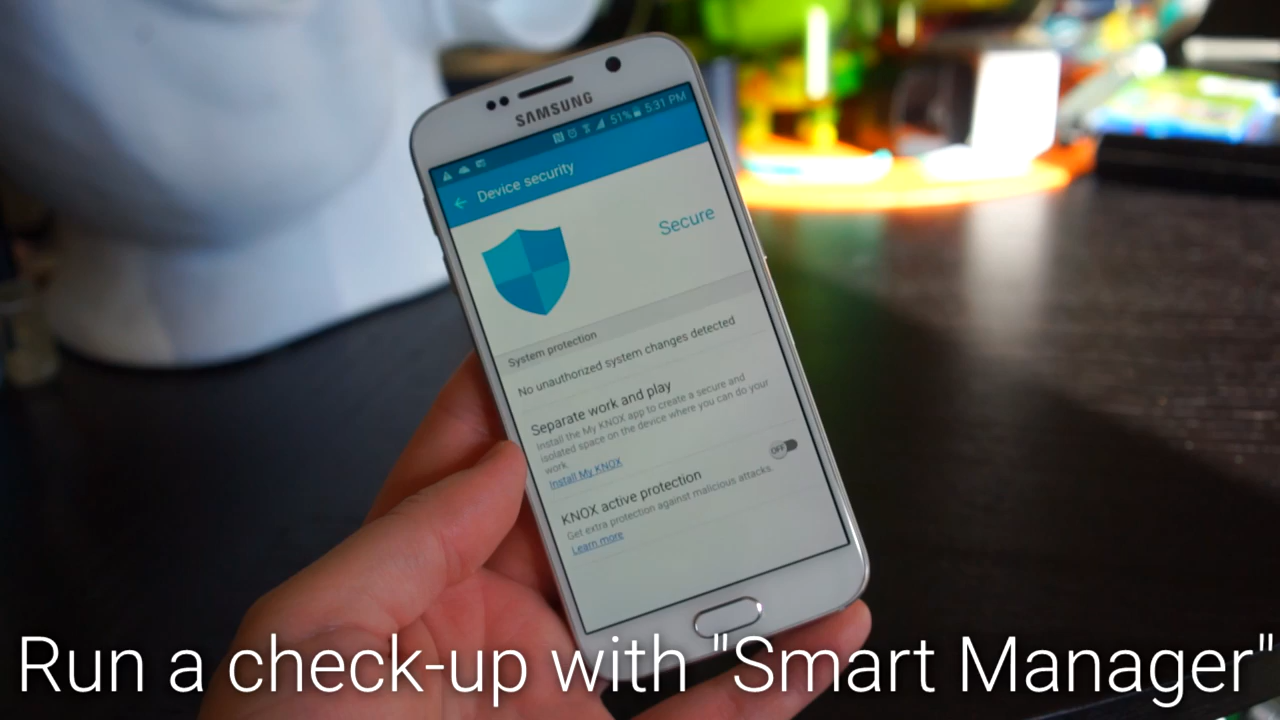 SAMSUNG
51% 5:31 PM
Device security
Secure
System protection
No unauthorized system changes detected
Separate work and play
Install the My KNOX app to create a secure and
isolated space on the device where you can do your
work.
Install My KNOX
OFF
KNOX active protection
Get extra protection against malicious attacks.
Learn more
Run a check-up with "Smart Manager"